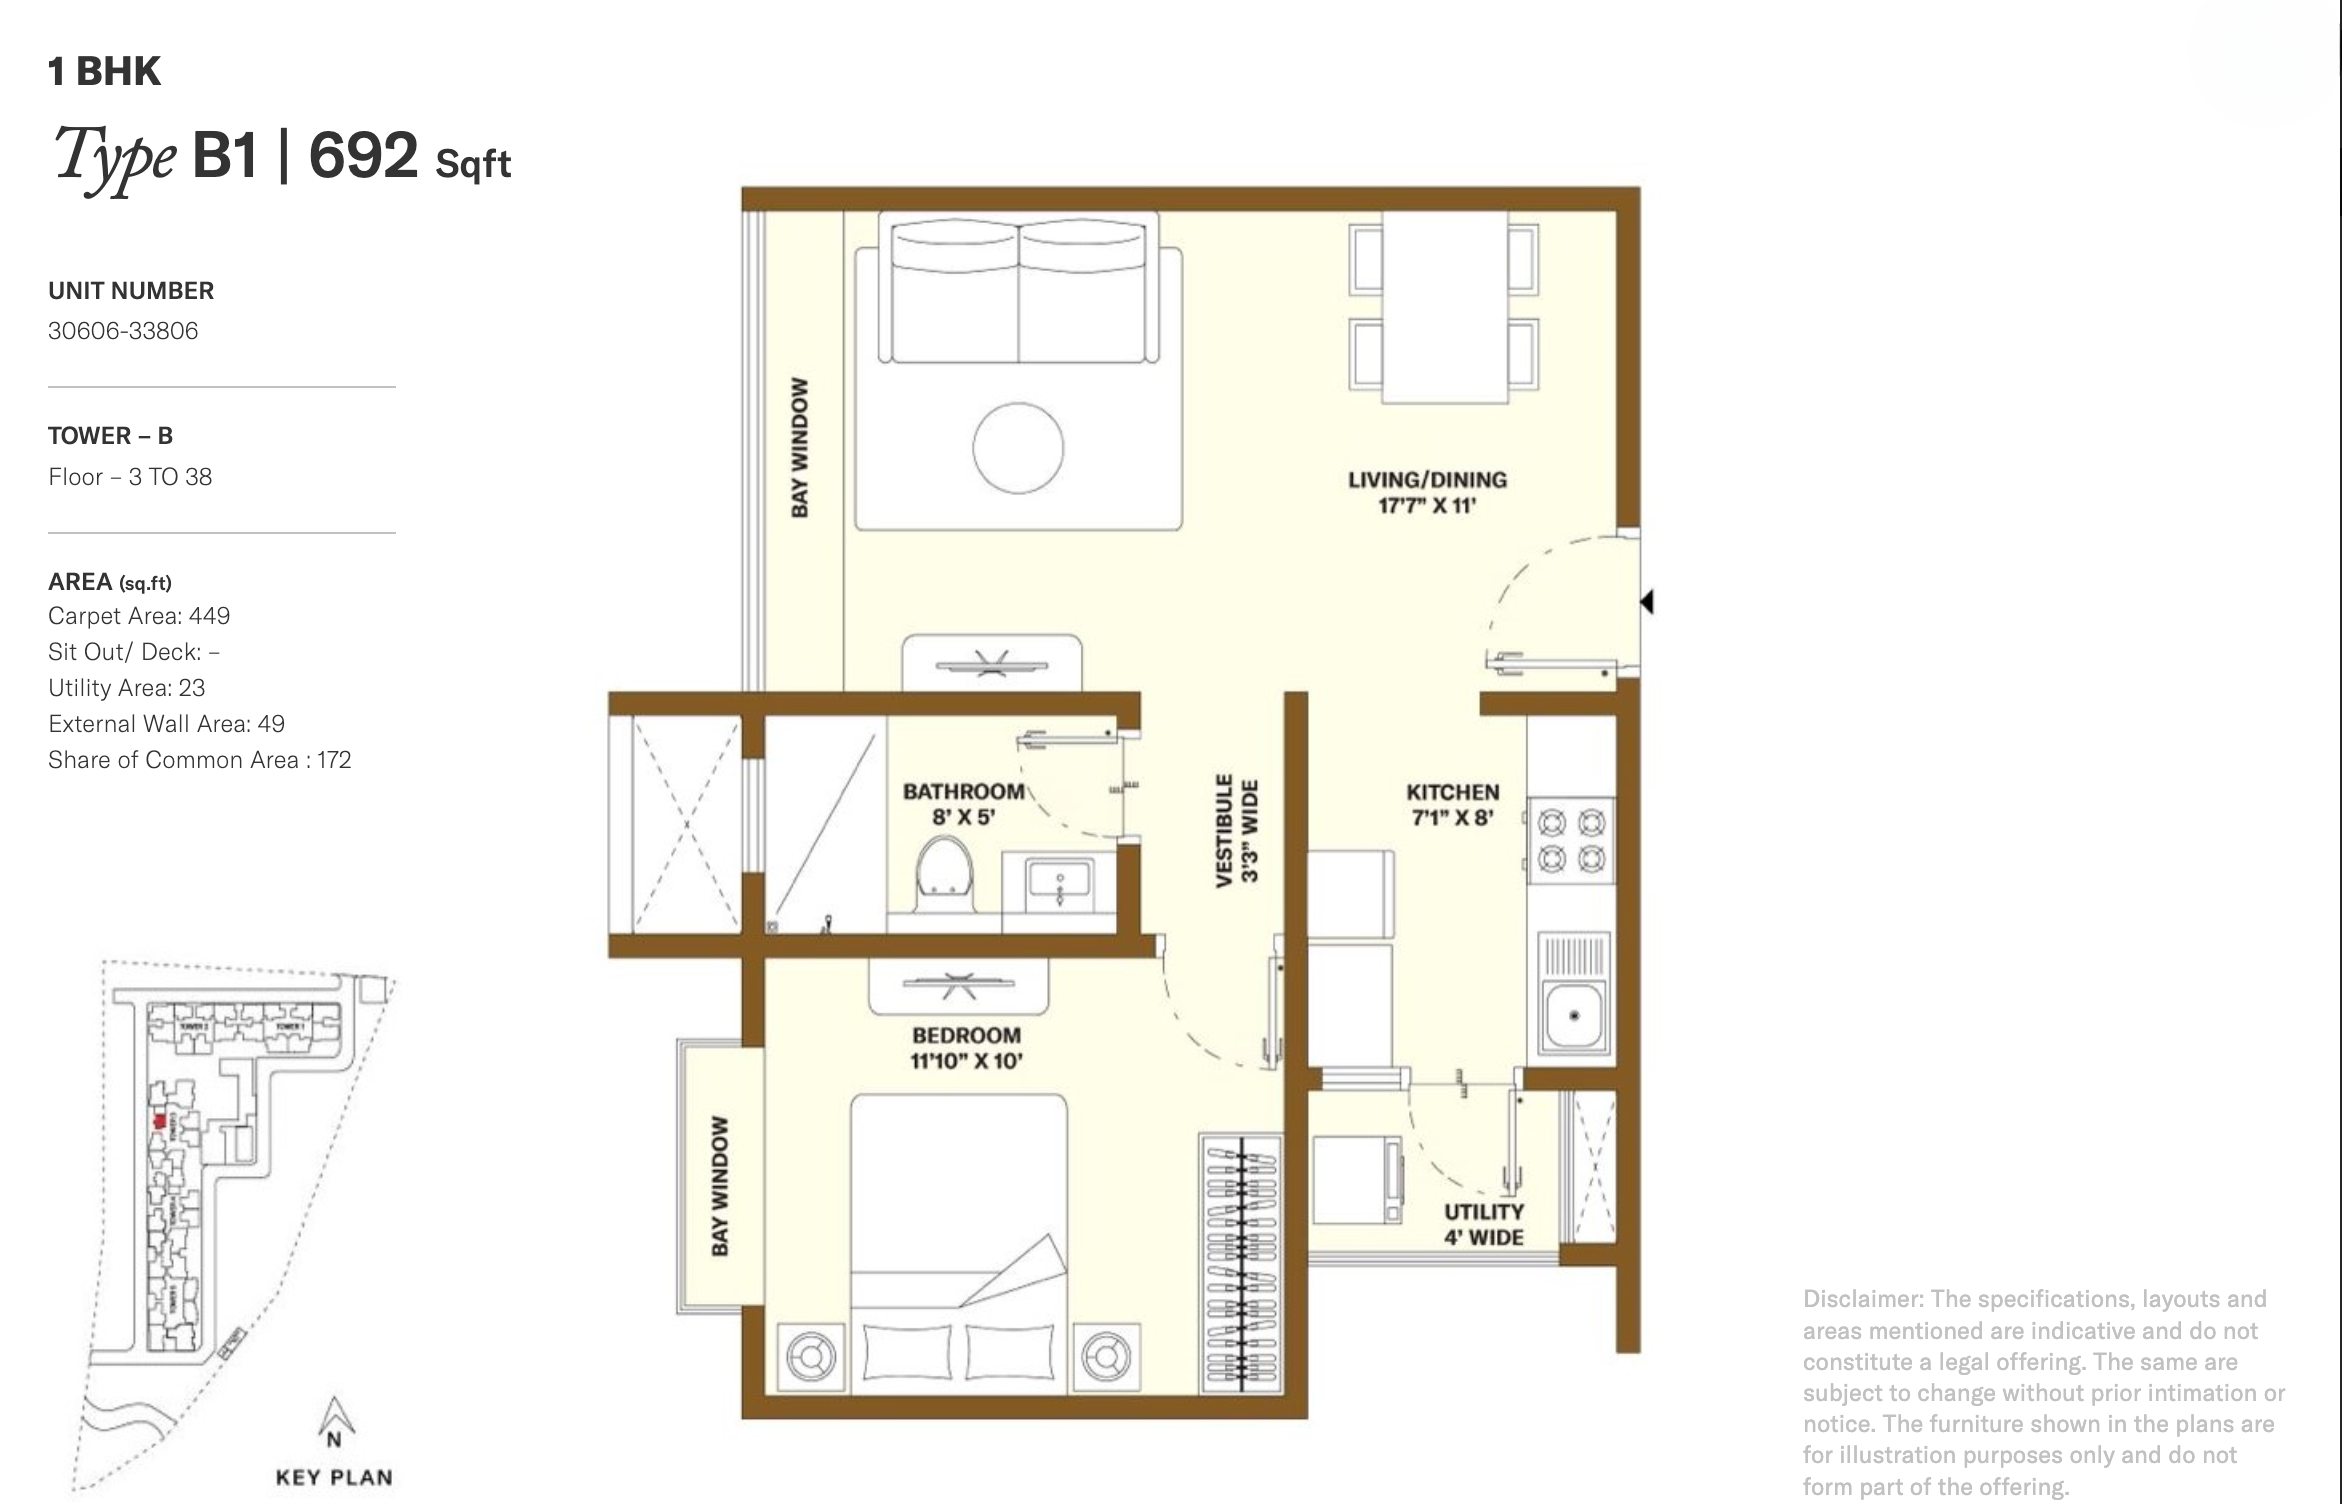 1 BHK
Type B1 | 692 Sqft
UNIT NUMBER
30606-33806
TOWER – B
Floor – 3 TO 38
AREA (sq.ft)
Carpet Area: 449
Sit Out/ Deck: –
Utility Area: 23
External Wall Area: 49
Share of Common Area : 172
BAY WINDOW
LIVING/DINING
17'7" X 11'
BATHROOM
8' X 5'
VESTIBULE
3'3" WIDE
KITCHEN
7'1" X 8'
BEDROOM
11'10" X 10'
BAY WINDOW
UTILITY
4' WIDE
TOWER 2
TOWER 1
N
KEY PLAN
Disclaimer: The specifications, layouts and
areas mentioned are indicative and do not
constitute a legal offering. The same are
subject to change without prior intimation or
notice. The furniture shown in the plans are
for illustration purposes only and do not
form part of the offering.